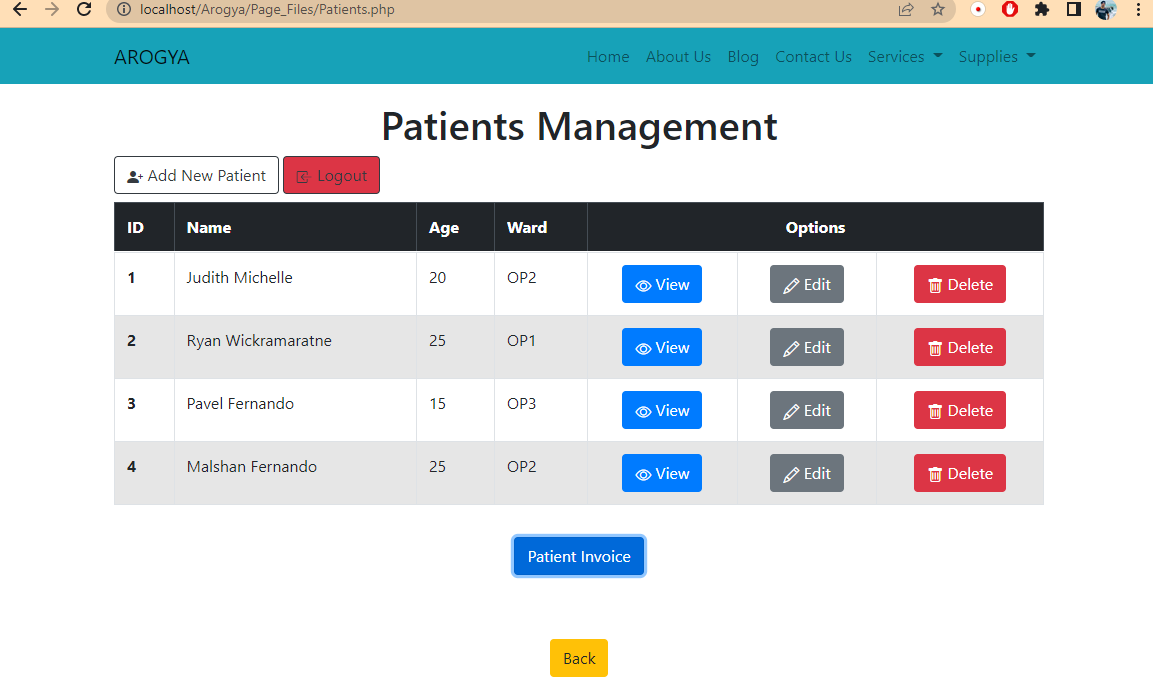 localhost/Arogya/Page_Files/Patients.php
AROGYA Home About Us Blog Contact Us Services Supplies
Patients Management
Add New Patient Logout
ID Name Age Ward Options
1 Judith Michelle 20 OP2 View Edit Delete
2 Ryan Wickramaratne 25 OP1 View Edit Delete
3 Pavel Fernando 15 OP3 View Edit Delete
4 Malshan Fernando 25 OP2 View Edit Delete
Patient Invoice
Back